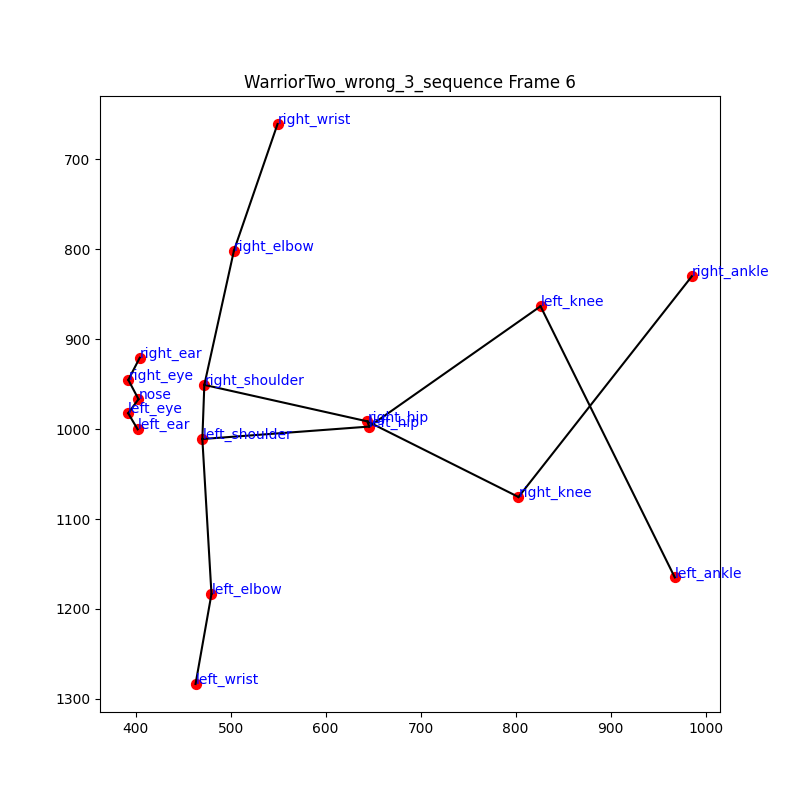 WarriorTwo_wrong_3_sequence Frame 6
right_wrist
right_elbow
right_ankle
left_knee
right_ear
right_eye
right_shoulder
nose
left_eye
right_hip
left_hip
left_ear
left_shoulder
right_knee
left_ankle
left_elbow
left_wrist
700
800
900
1000
1100
1200
1300
400
500
600
700
800
900
1000